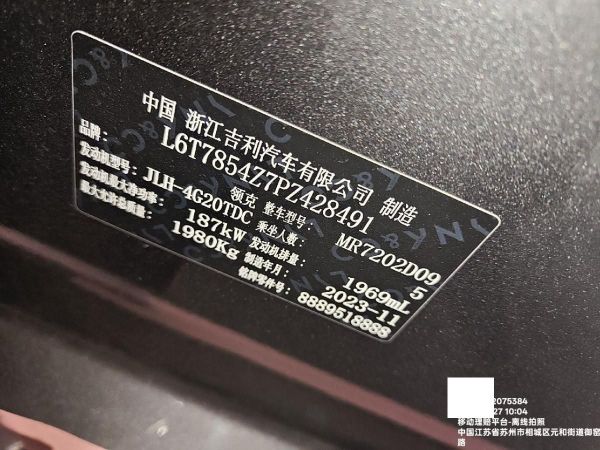 中国 浙江吉利汽车有限公司 制造
L6T7854Z7PZ428491
品牌: 领克 整车型号: MR7202D09
发动机型号: JLH-4G20TDC 乘坐人数: 5
发动机最大净功率: 187kW 发动机排量: 1969mL
最大允许总质量: 1980Kg 制造年月: 2023-11
铭牌零件号: 8889518888
2075384
27 10:04
移动理赔平台-离线拍照
中国江苏省苏州市相城区元和街道御窑
路